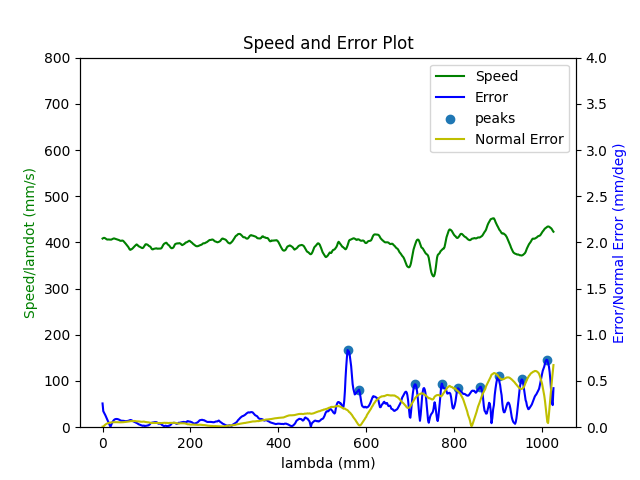 Speed and Error Plot
Speed/lamdot (mm/s)
800
700
600
500
400
300
200
100
0
0 200 400 600 800 1000
lambda (mm)
4.0
3.5
3.0
2.5
2.0
1.5
1.0
0.5
0.0
Error/Normal Error (mm/deg)
Speed
Error
peaks
Normal Error